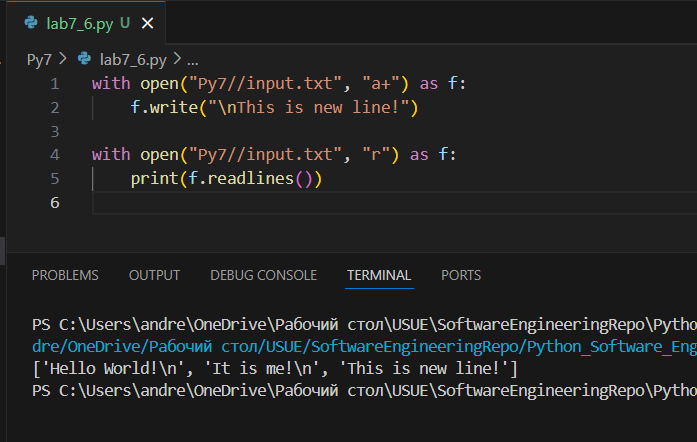 lab7_6.py U
Py7 > lab7_6.py > ...
1 with open("Py7//input.txt", "a+") as f:
2     f.write("\nThis is new line!")
3
4 with open("Py7//input.txt", "r") as f:
5     print(f.readlines())
6
PROBLEMS OUTPUT DEBUG CONSOLE TERMINAL PORTS
PS C:\Users\andre\OneDrive\Рабочий стол\USUE\SoftwareEngineeringRepo\Pytho
dre/OneDrive/Рабочий стол/USUE/SoftwareEngineeringRepo/Python_Software_Eng
['Hello World!\n', 'It is me!\n', 'This is new line!']
PS C:\Users\andre\OneDrive\Рабочий стол\USUE\SoftwareEngineeringRepo\Pytho